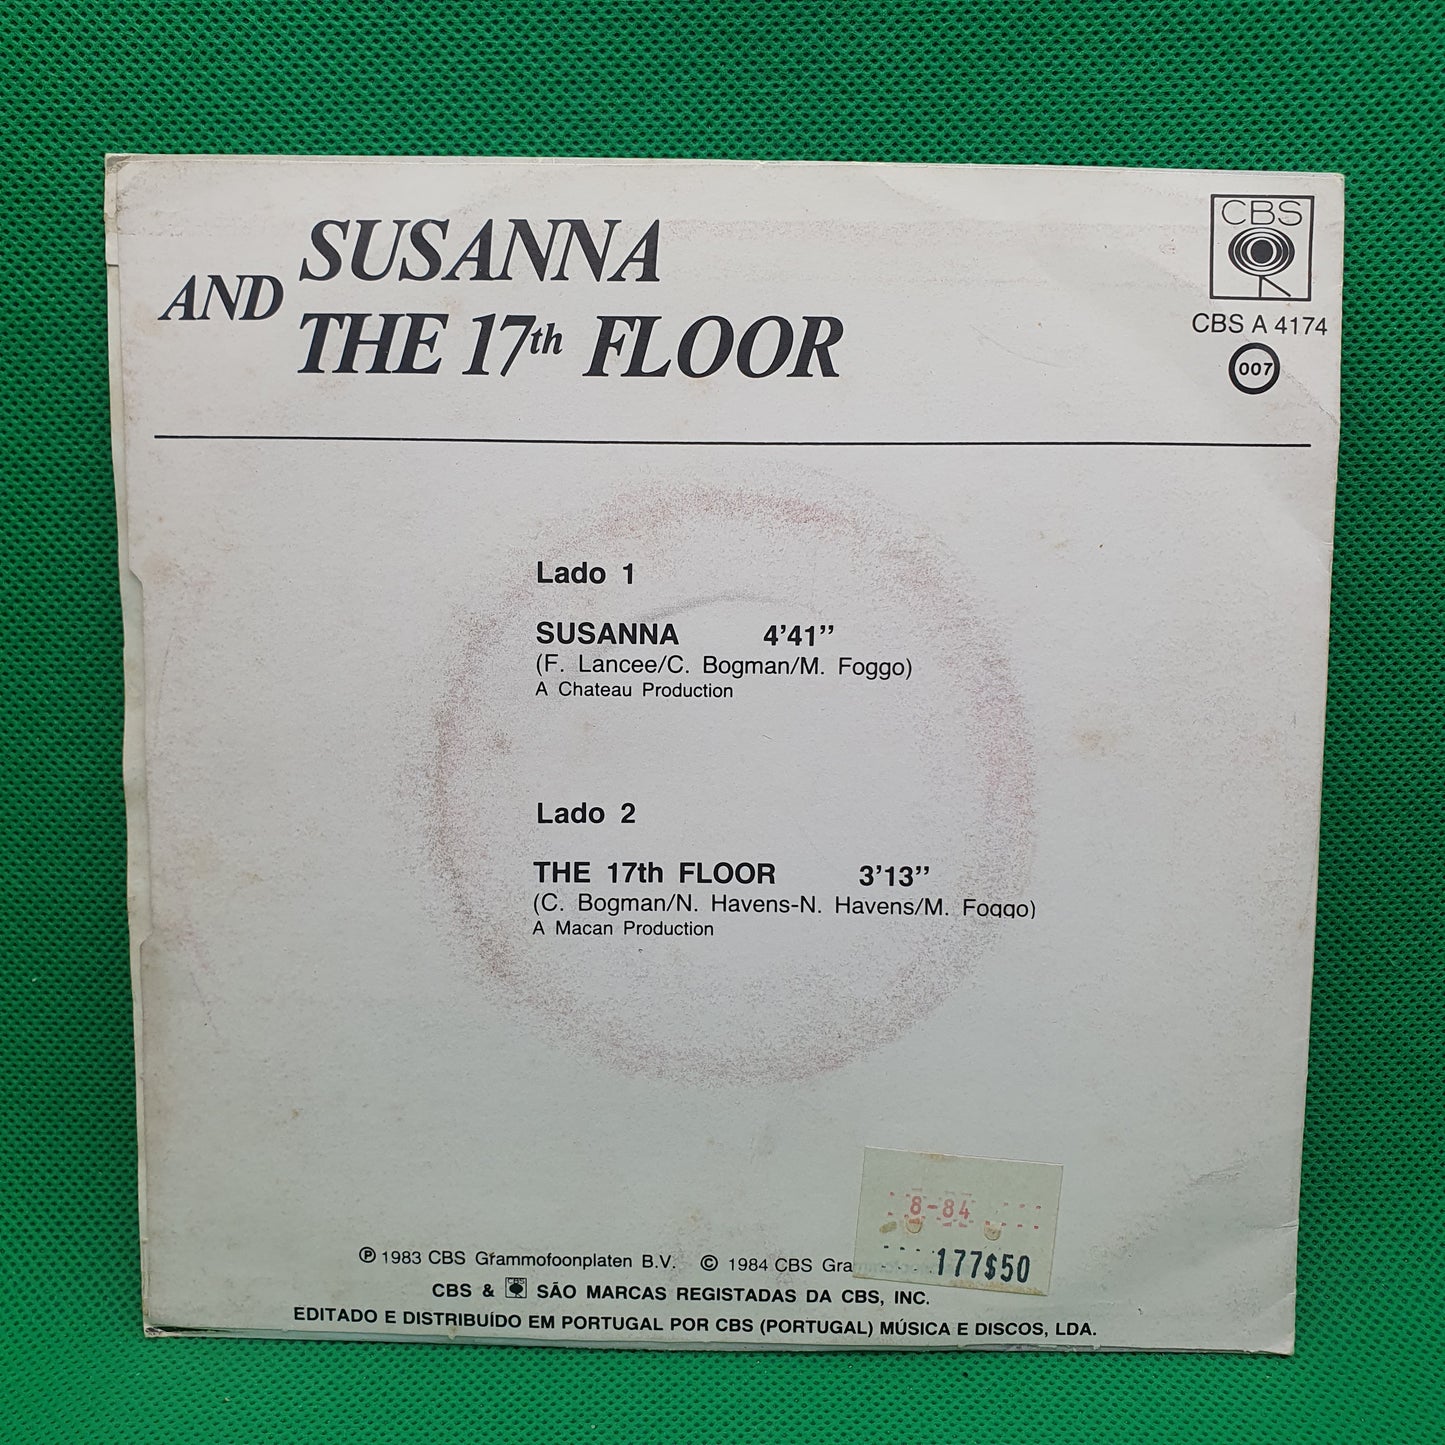 SUSANNA
AND
THE 17th FLOOR
CBS
CBS A 4174
007
Lado 1
SUSANNA 4’41’’
(F. Lancee/C. Bogman/M. Foggo)
A Chateau Production
Lado 2
THE 17th FLOOR 3’13’’
(C. Bogman/N. Havens-N. Havens/M. Foggo)
A Macan Production
8-84
177$50
℗ 1983 CBS Grammofoonplaten B.V. © 1984 CBS Gra
CBS & CBS SÃO MARCAS REGISTADAS DA CBS, INC.
EDITADO E DISTRIBUÍDO EM PORTUGAL POR CBS (PORTUGAL) MÚSICA E DISCOS, LDA.